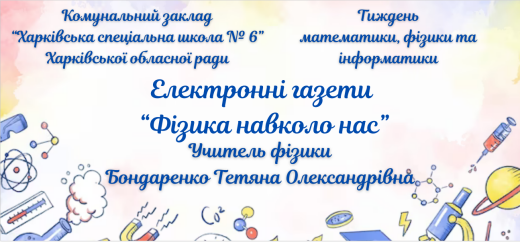 Комунальний заклад
“Харківська спеціальна школа № 6”
Харківської обласної ради
Тиждень
математики, фізики та
інформатики
Електронні газети
“Фізика навколо нас”
Учитель фізики
Бондаренко Тетяна Олександрівна
CO₂